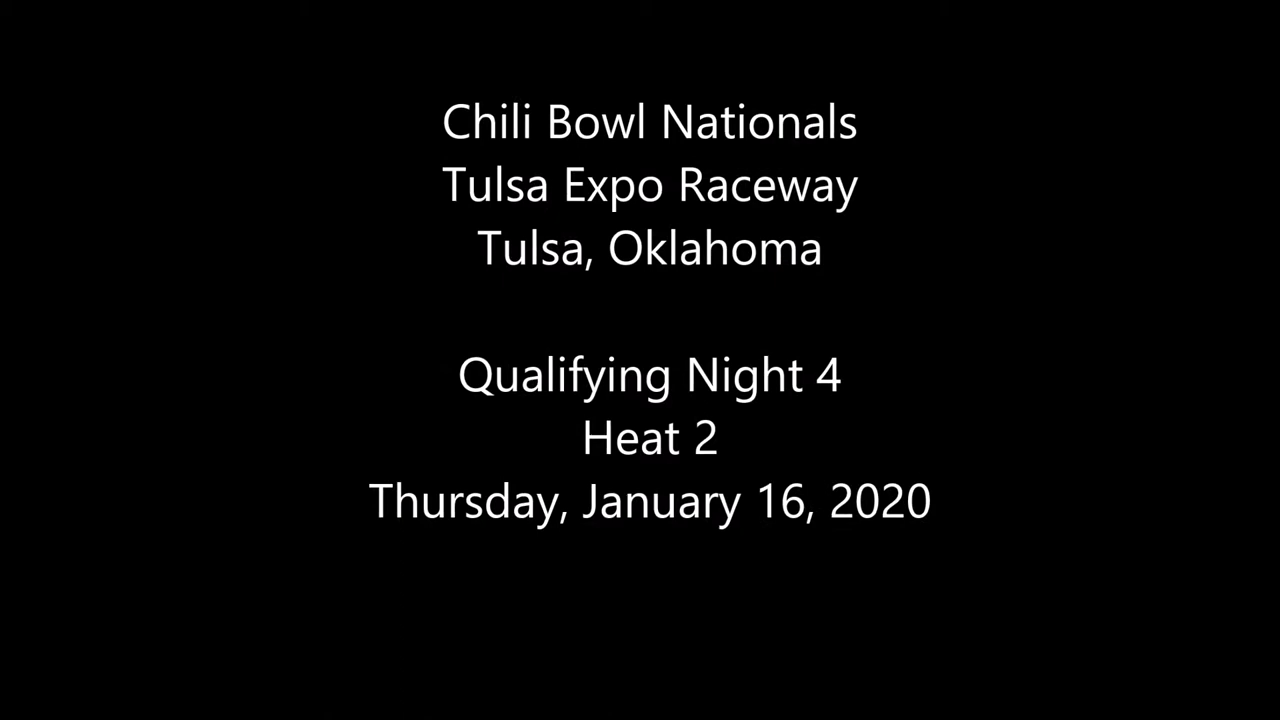 Chili Bowl Nationals
Tulsa Expo Raceway
Tulsa, Oklahoma
Qualifying Night 4
Heat 2
Thursday, January 16, 2020